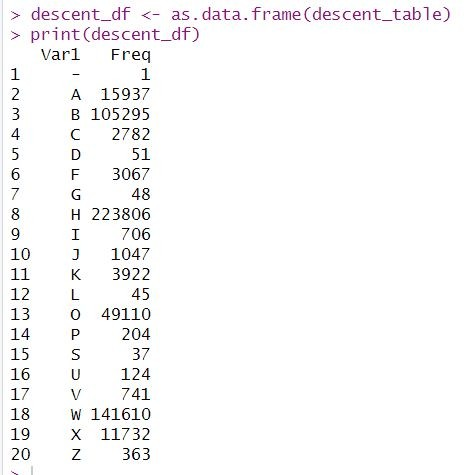 > descent_df <- as.data.frame(descent_table)
> print(descent_df)
   Var1   Freq
1     -      1
2     A  15937
3     B 105295
4     C   2782
5     D     51
6     F   3067
7     G     48
8     H 223806
9     I    706
10    J   1047
11    K   3922
12    L     45
13    O  49110
14    P    204
15    S     37
16    U    124
17    V    741
18    W 141610
19    X  11732
20    Z    363
>